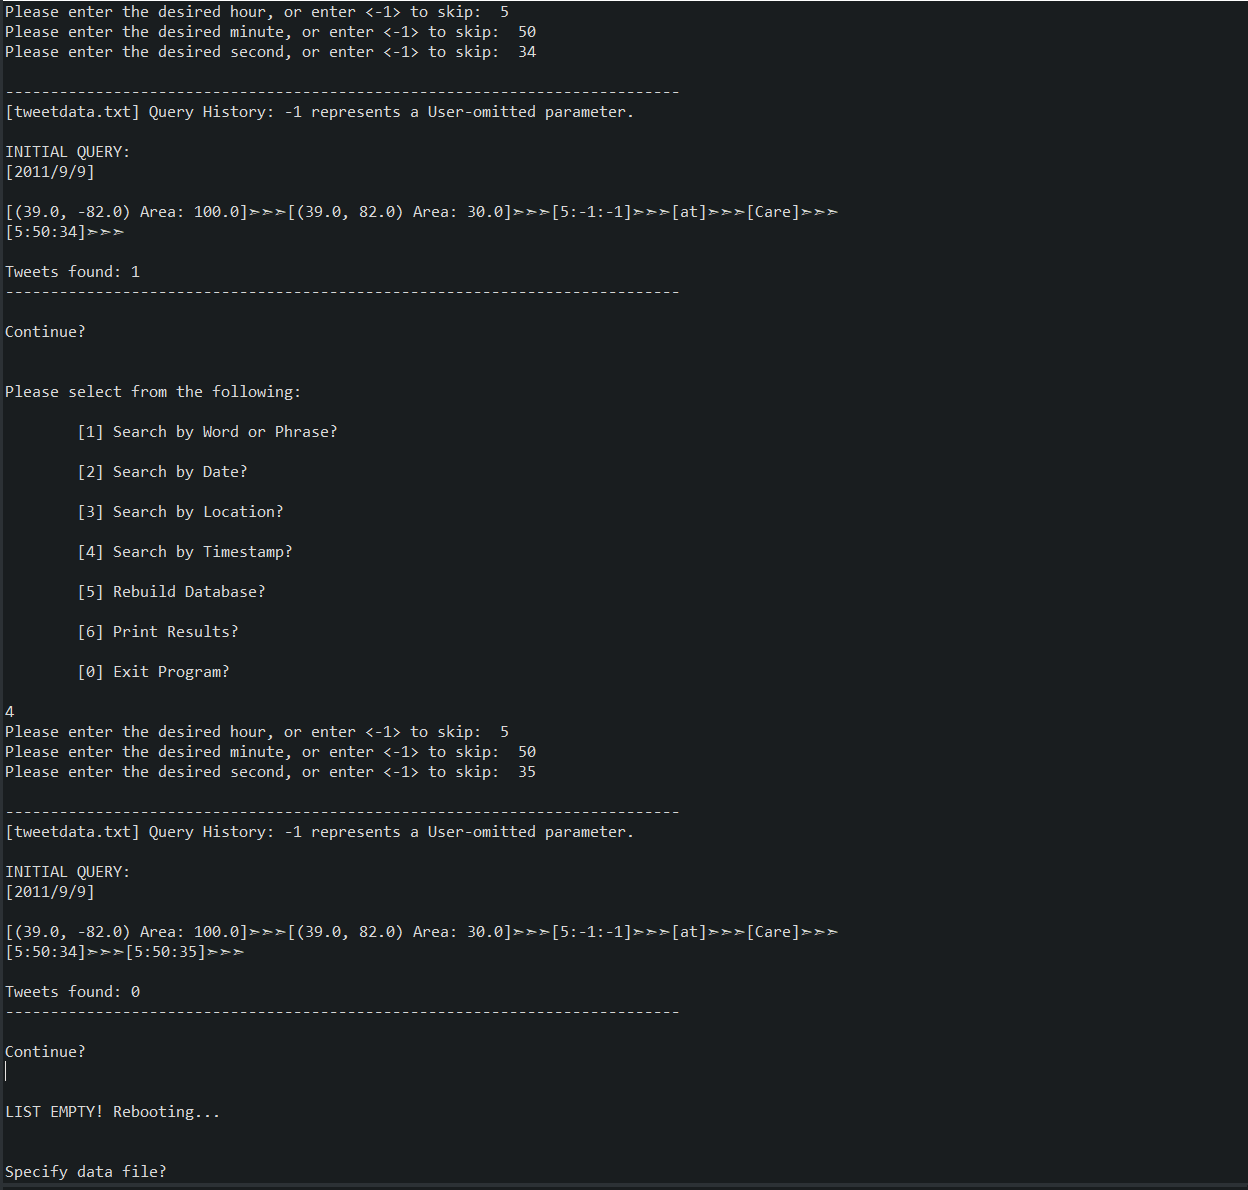 Please enter the desired hour, or enter <-1> to skip:  5
Please enter the desired minute, or enter <-1> to skip:  50
Please enter the desired second, or enter <-1> to skip:  34
---------------------------------------------------------------------------
[tweetdata.txt] Query History: -1 represents a User-omitted parameter.
INITIAL QUERY:
[2011/9/9]
[(39.0, -82.0) Area: 100.0]➣➣➣[(39.0, 82.0) Area: 30.0]➣➣➣[5:-1:-1]➣➣➣[at]➣➣➣[Care]➣➣➣
[5:50:34]➣➣➣
Tweets found: 1
---------------------------------------------------------------------------
Continue?
Please select from the following:
[1] Search by Word or Phrase?
[2] Search by Date?
[3] Search by Location?
[4] Search by Timestamp?
[5] Rebuild Database?
[6] Print Results?
[0] Exit Program?
4
Please enter the desired hour, or enter <-1> to skip:  5
Please enter the desired minute, or enter <-1> to skip:  50
Please enter the desired second, or enter <-1> to skip:  35
---------------------------------------------------------------------------
[tweetdata.txt] Query History: -1 represents a User-omitted parameter.
INITIAL QUERY:
[2011/9/9]
[(39.0, -82.0) Area: 100.0]➣➣➣[(39.0, 82.0) Area: 30.0]➣➣➣[5:-1:-1]➣➣➣[at]➣➣➣[Care]➣➣➣
[5:50:34]➣➣➣[5:50:35]➣➣➣
Tweets found: 0
---------------------------------------------------------------------------
Continue?
LIST EMPTY! Rebooting...
Specify data file?